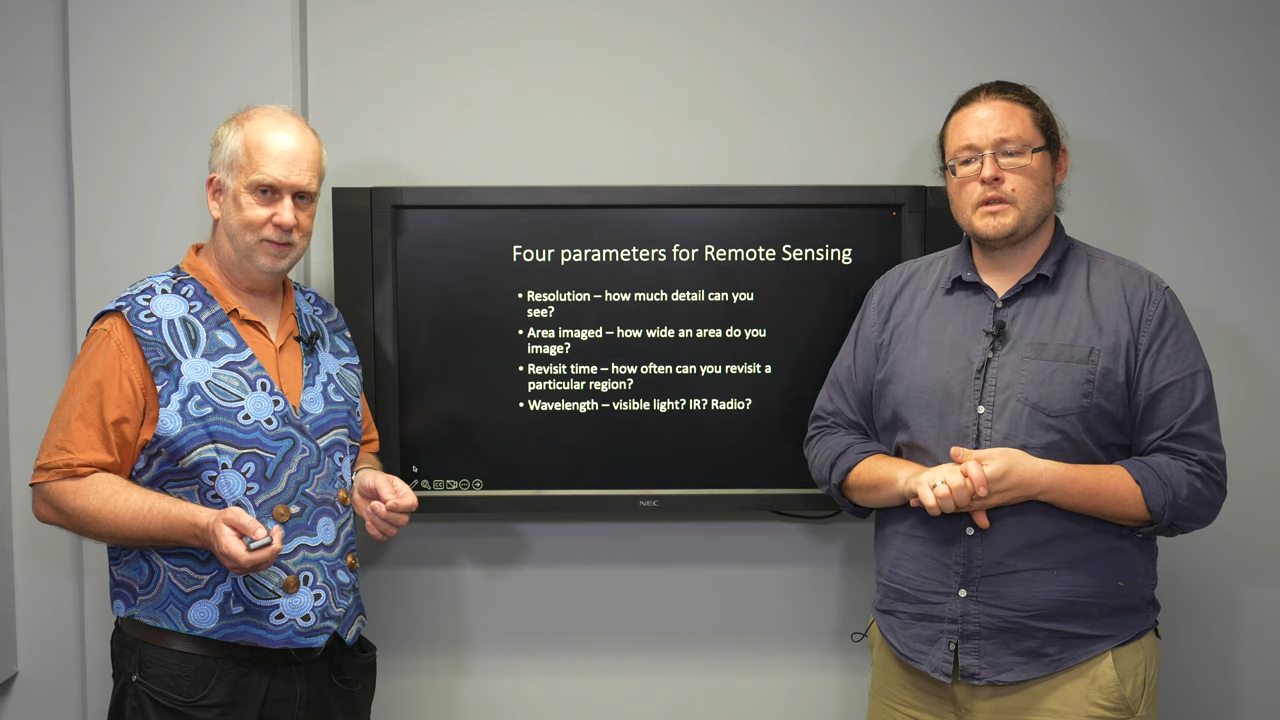 Four parameters for Remote Sensing
• Resolution – how much detail can you
see?
• Area imaged – how wide an area do you
image?
• Revisit time – how often can you revisit a
particular region?
• Wavelength – visible light? IR? Radio?
NEC